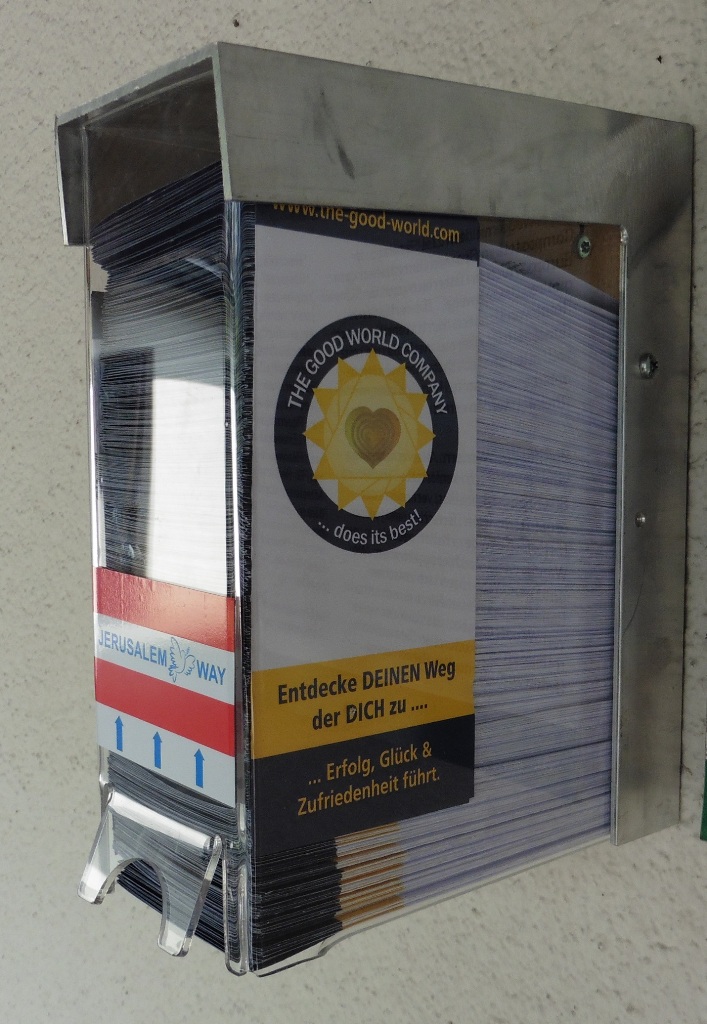 www.the-good-world.com
THE GOOD WORLD COMPANY
... does its best!
JERUSALEM WAY
Entdecke DEINEN Weg
der DICH zu ....
... Erfolg, Glück &
Zufriedenheit führt.